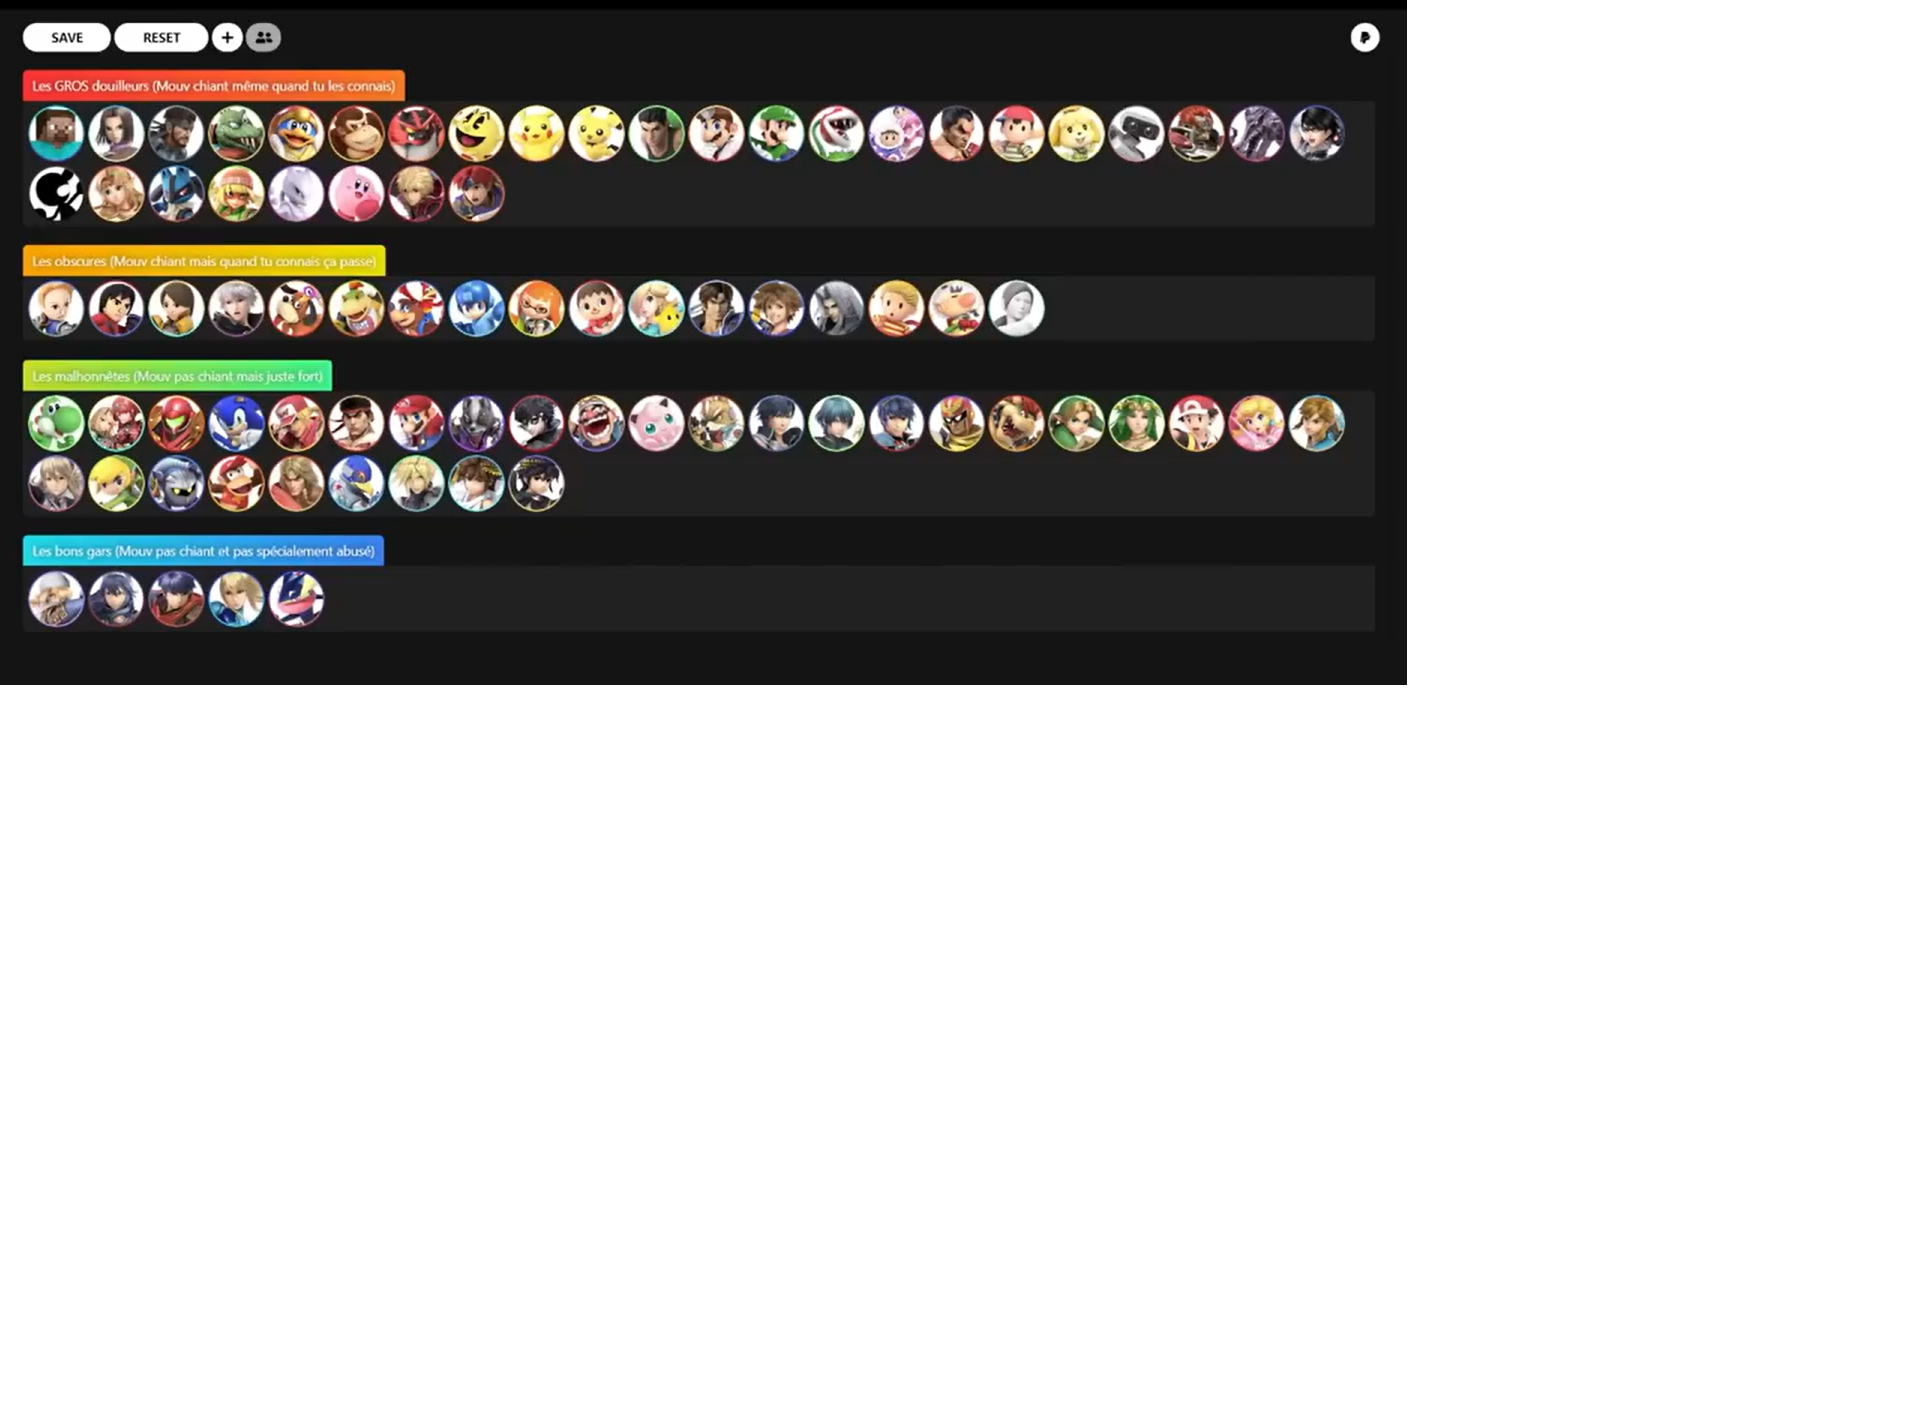 SAVE RESET +
Les GROS douilleurs (Mouv chiant même quand tu les connais)
Les obscures (Mouv chiant mais quand tu connais ça passe)
Les malhonnêtes (Mouv pas chiant mais juste fort)
Les bons gars (Mouv pas chiant et pas spécialement abusé)